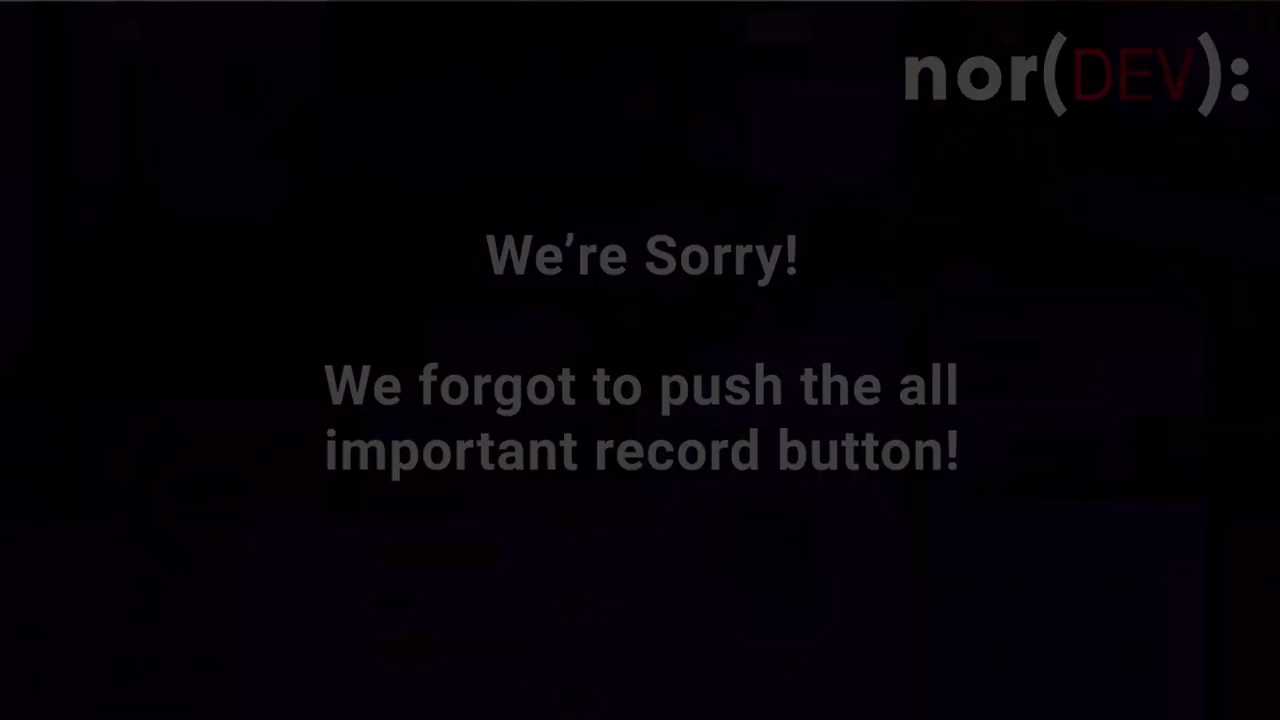 nor(DEV):
We’re Sorry!
We forgot to push the all
important record button!